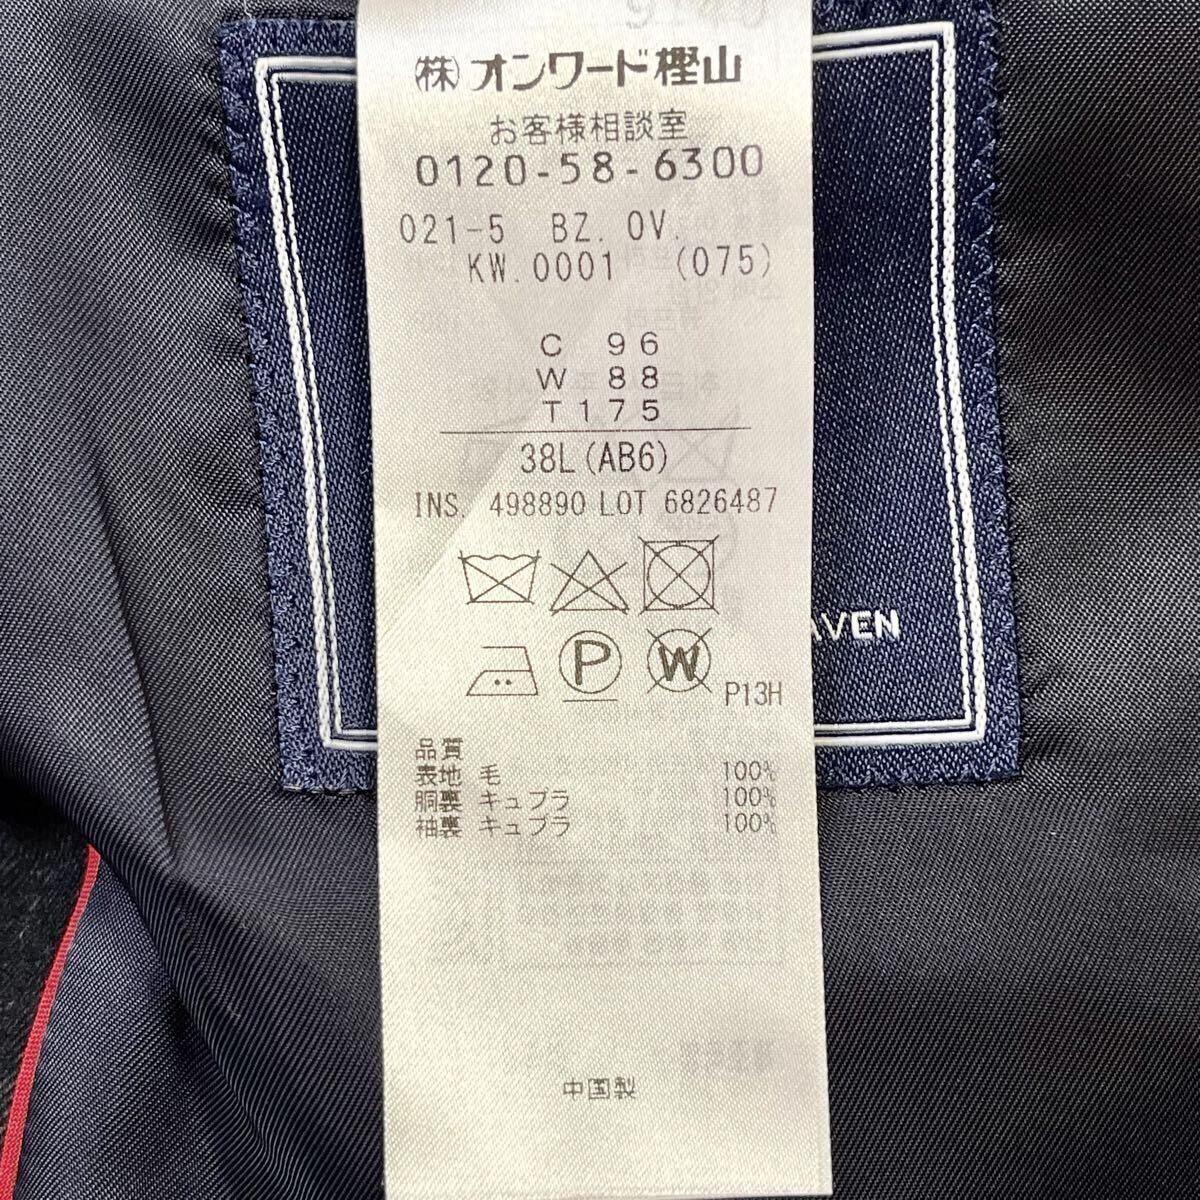 ㈱オンワード樫山
お客様相談室
0120-58-6300
021-5 BZ. OV.
KW.0001 (075)
C 96
W 88
T 175
38L(AB6)
INS. 498890 LOT 6826487
P
W
P13H
AVEN
品質
表地 毛 100%
胴裏 キュプラ 100%
袖裏 キュプラ 100%
中国製